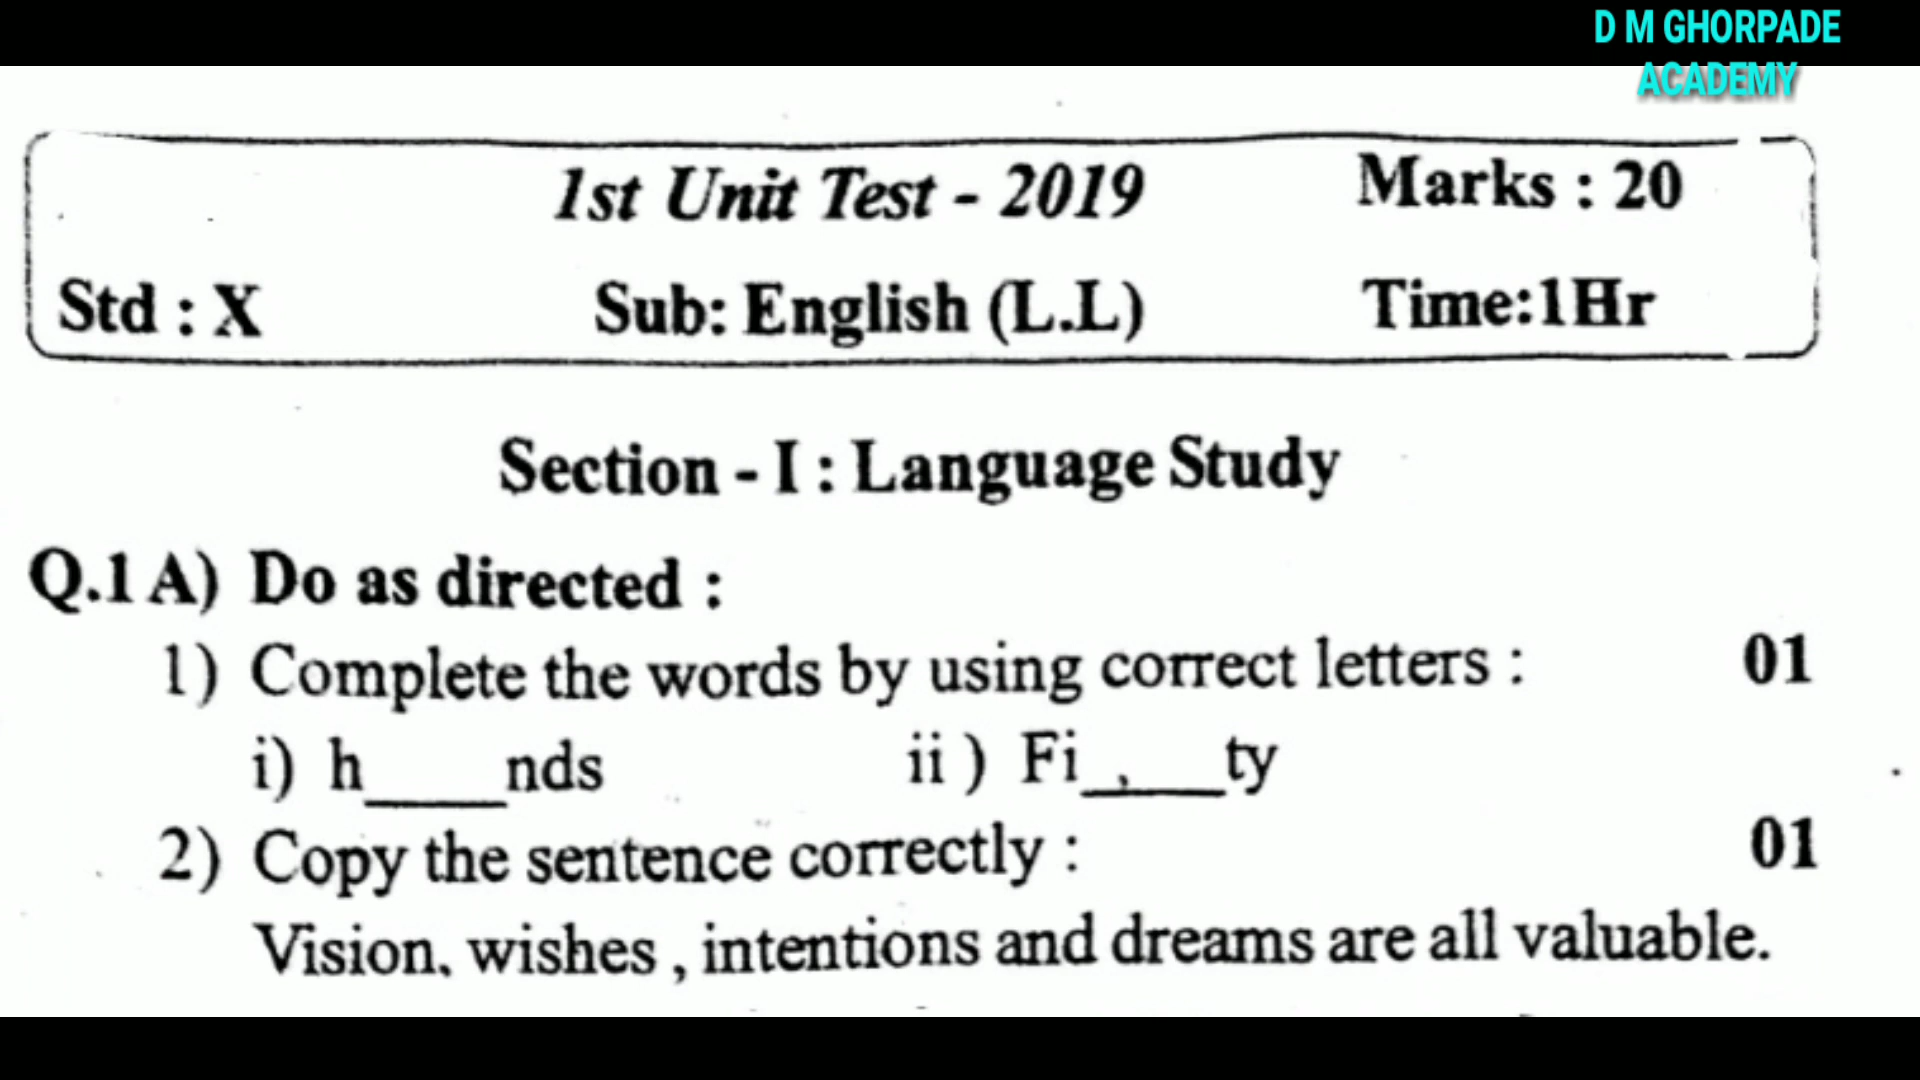 D M GHORPADE
ACADEMY
1st Unit Test - 2019 Marks : 20
Std : X Sub: English (L.L) Time:1Hr
Section - I : Language Study
Q.1 A) Do as directed :
1) Complete the words by using correct letters : 01
i) h____nds ii ) Fi____ty
2) Copy the sentence correctly : 01
Vision. wishes , intentions and dreams are all valuable.